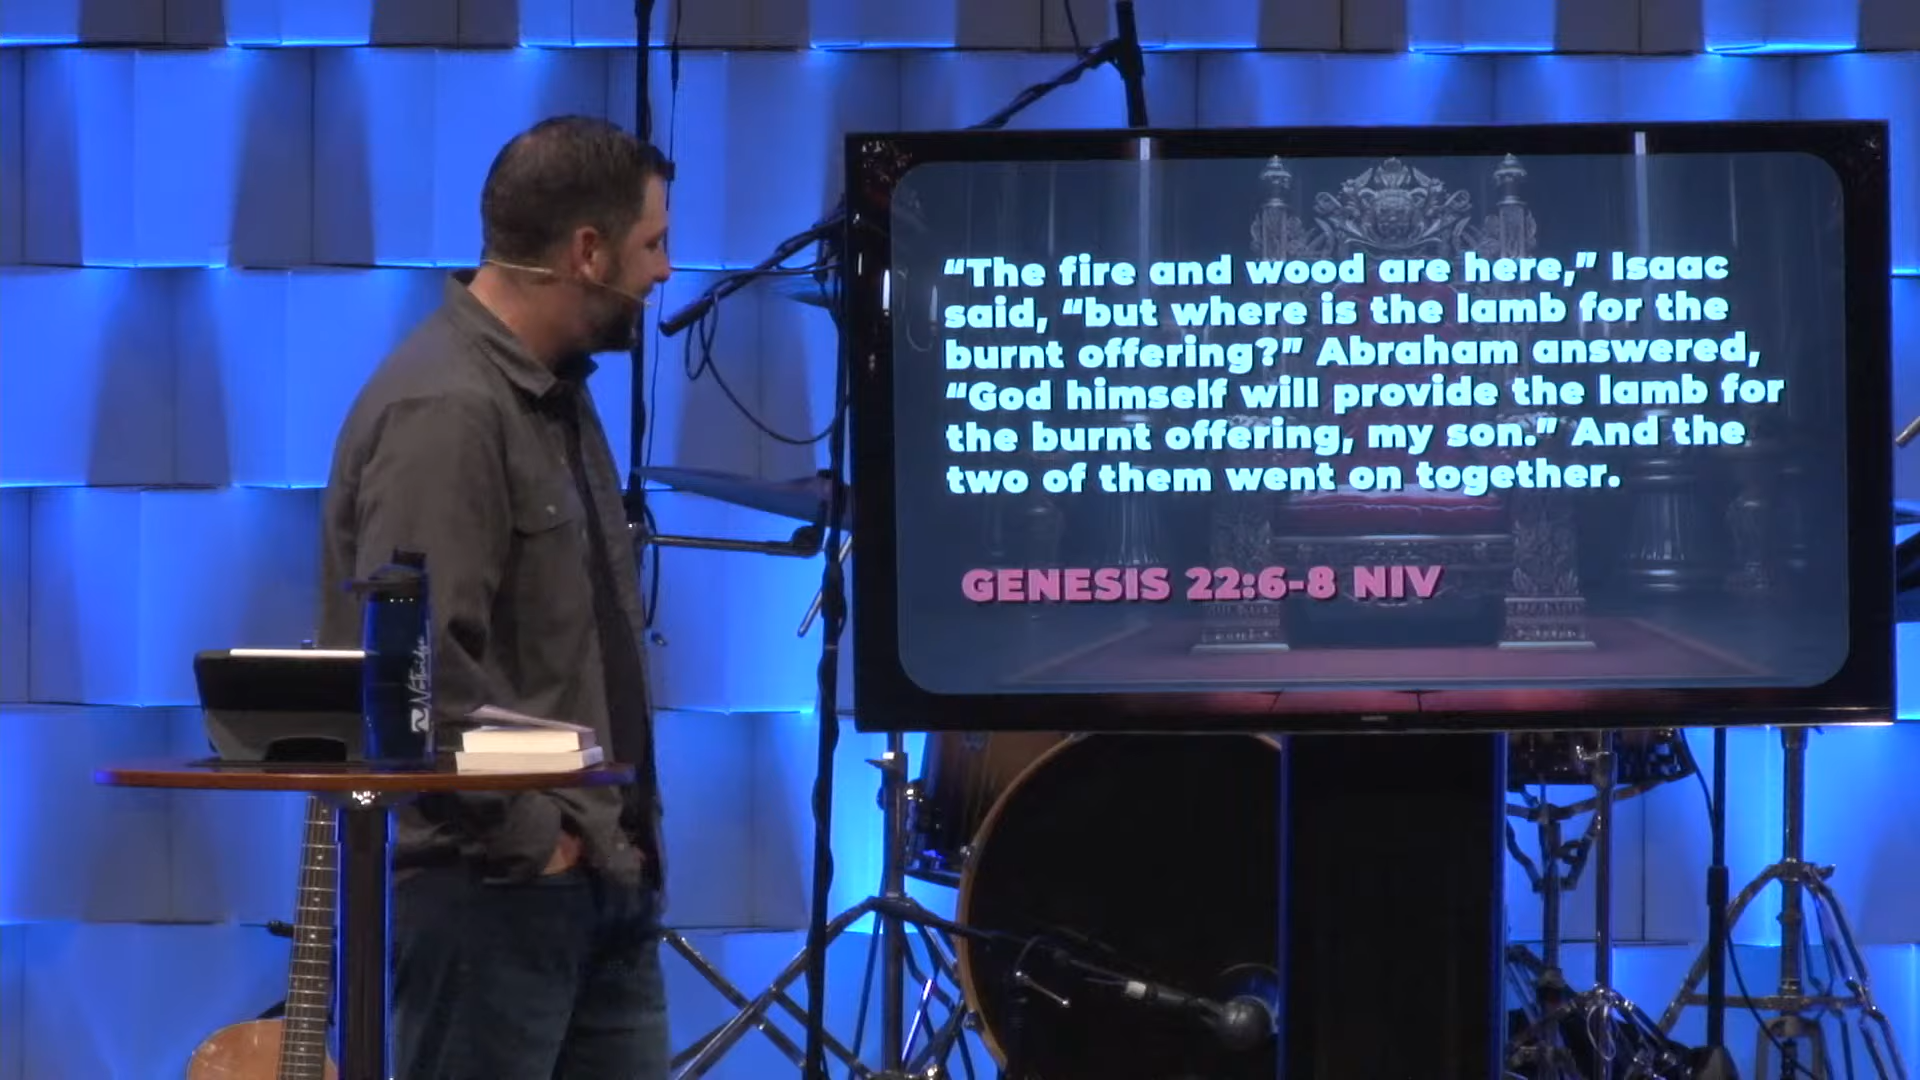 “The fire and wood are here,” Isaac
said, “but where is the lamb for the
burnt offering?” Abraham answered,
“God himself will provide the lamb for
the burnt offering, my son.” And the
two of them went on together.
GENESIS 22:6-8 NIV
Northridge